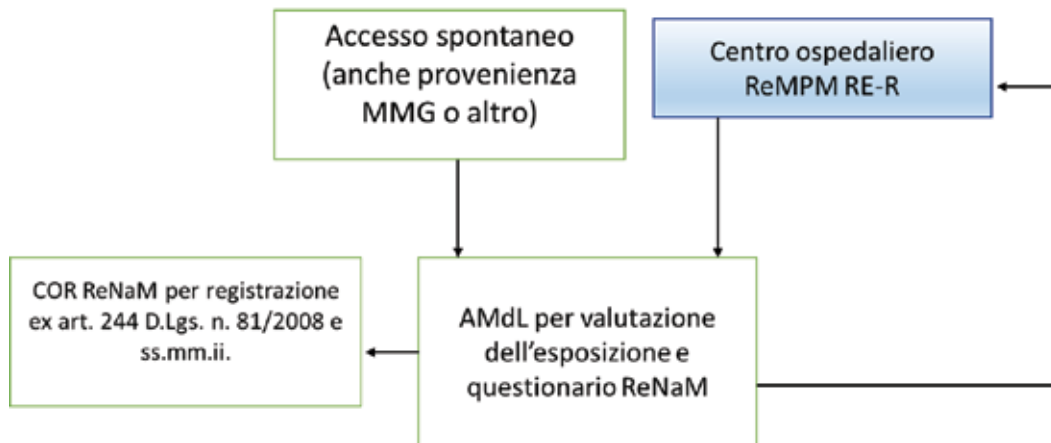 Accesso spontaneo
(anche provenienza
MMG o altro)
Centro ospedaliero
ReMPM RE-R
COR ReNaM per registrazione
ex art. 244 D.Lgs. n. 81/2008 e
ss.mm.ii.
AMdL per valutazione
dell'esposizione e
questionario ReNaM